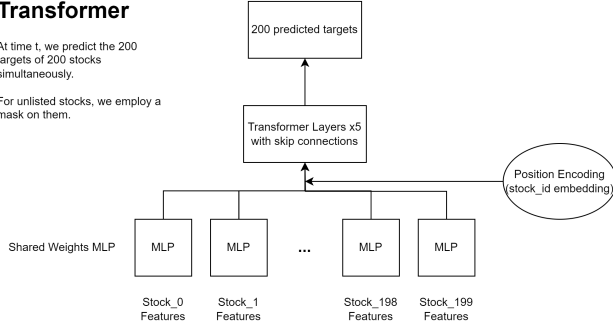 Transformer
At time t, we predict the 200
targets of 200 stocks
simultaneously.
For unlisted stocks, we employ a
mask on them.
200 predicted targets
Transformer Layers x5
with skip connections
Position Encoding
(stock_id embedding)
Shared Weights MLP
MLP
MLP
...
MLP
MLP
Stock_0
Features
Stock_1
Features
Stock_198
Features
Stock_199
Features